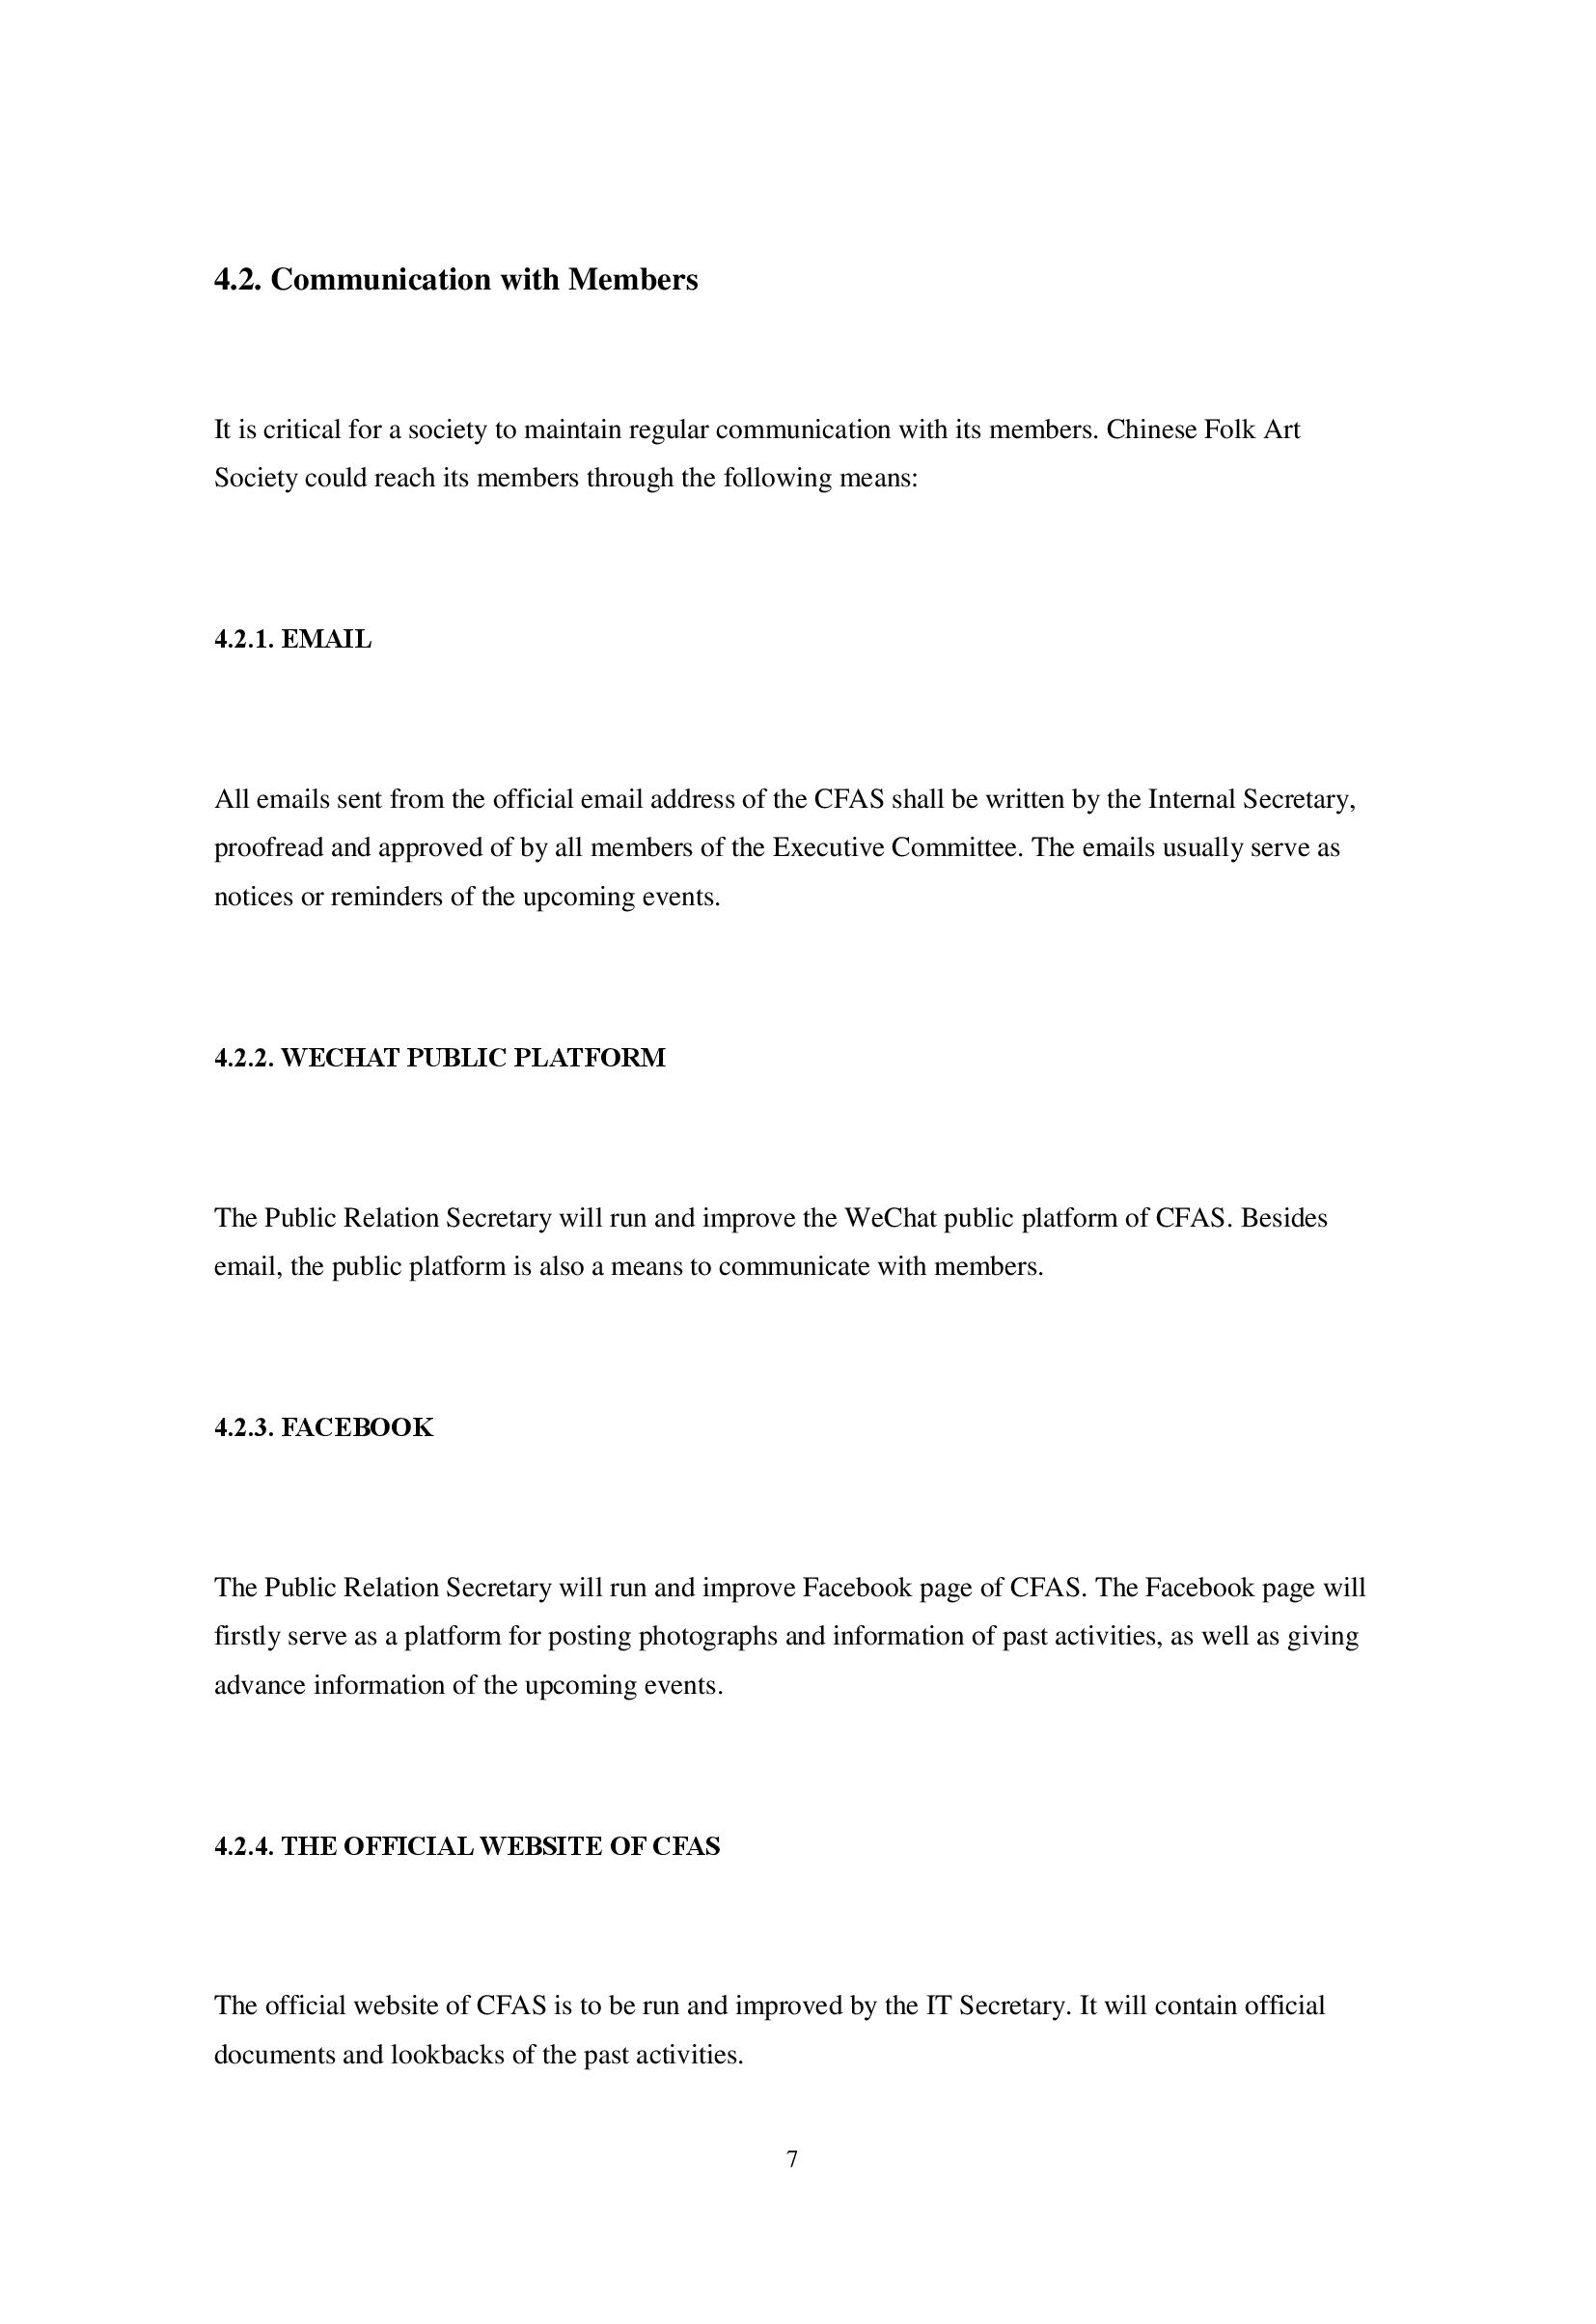 4.2. Communication with Members
It is critical for a society to maintain regular communication with its members. Chinese Folk Art
Society could reach its members through the following means:
4.2.1. EMAIL
All emails sent from the official email address of the CFAS shall be written by the Internal Secretary,
proofread and approved of by all members of the Executive Committee. The emails usually serve as
notices or reminders of the upcoming events.
4.2.2. WECHAT PUBLIC PLATFORM
The Public Relation Secretary will run and improve the WeChat public platform of CFAS. Besides
email, the public platform is also a means to communicate with members.
4.2.3. FACEBOOK
The Public Relation Secretary will run and improve Facebook page of CFAS. The Facebook page will
firstly serve as a platform for posting photographs and information of past activities, as well as giving
advance information of the upcoming events.
4.2.4. THE OFFICIAL WEBSITE OF CFAS
The official website of CFAS is to be run and improved by the IT Secretary. It will contain official
documents and lookbacks of the past activities.
7